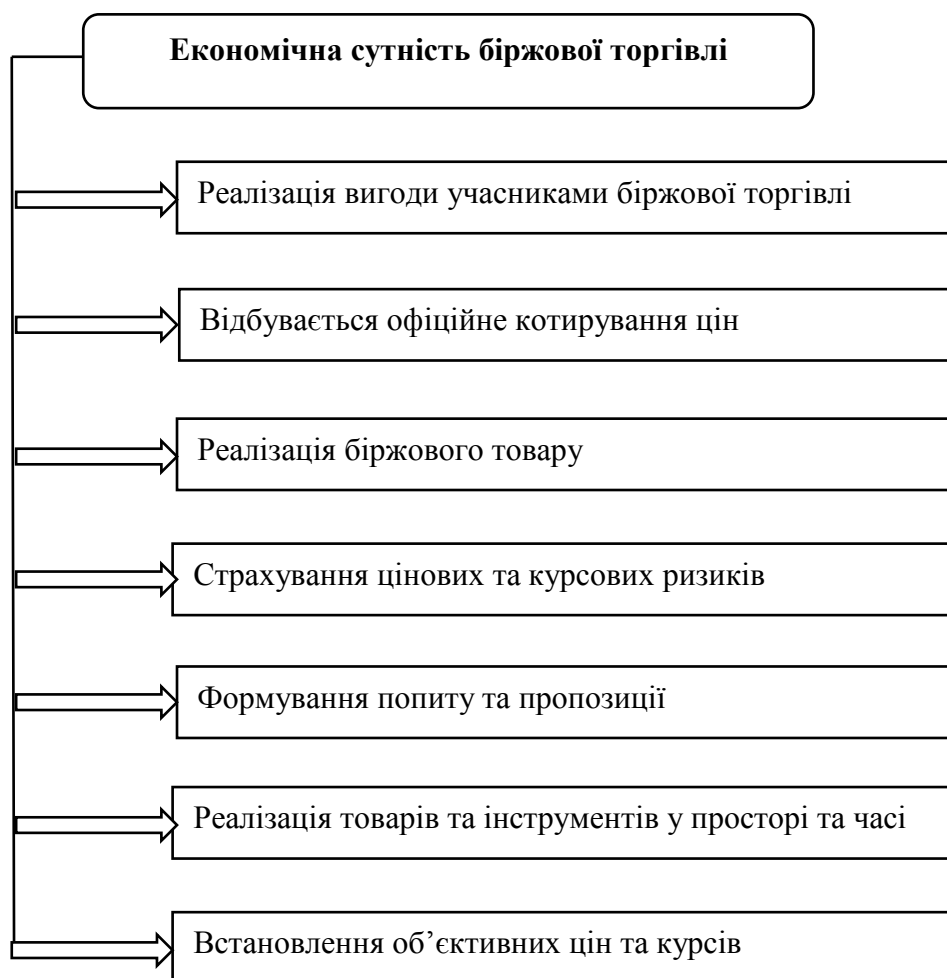 Економічна сутність біржової торгівлі
Реалізація вигоди учасниками біржової торгівлі
Відбувається офіційне котирування цін
Реалізація біржового товару
Страхування цінових та курсових ризиків
Формування попиту та пропозиції
Реалізація товарів та інструментів у просторі та часі
Встановлення об’єктивних цін та курсів